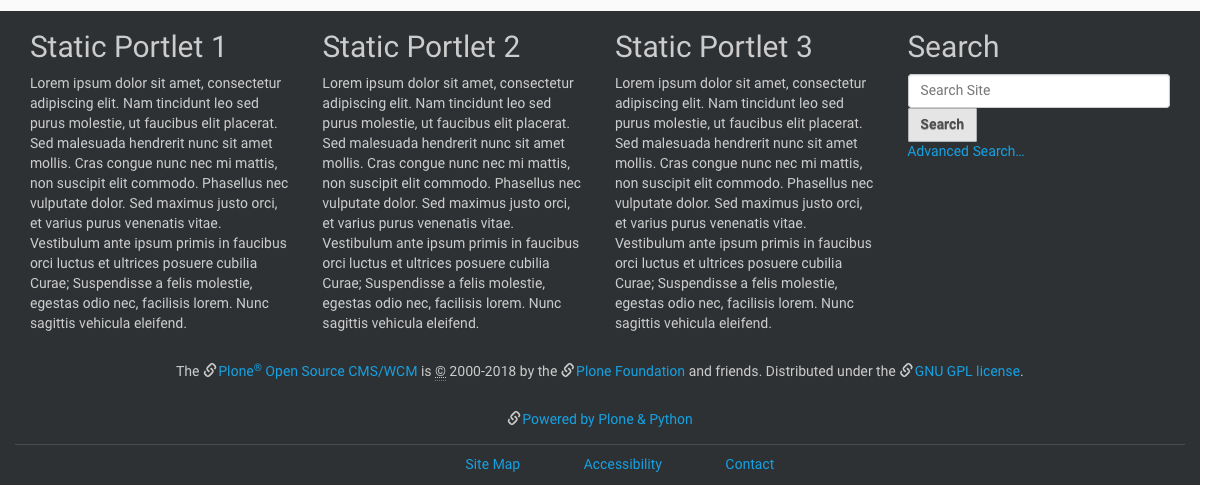 Static Portlet 1
Lorem ipsum dolor sit amet, consectetur
adipiscing elit. Nam tincidunt leo sed
purus molestie, ut faucibus elit placerat.
Sed malesuada hendrerit nunc sit amet
mollis. Cras congue nunc nec mi mattis,
non suscipit elit commodo. Phasellus nec
vulputate dolor. Sed maximus justo orci,
et varius purus venenatis vitae.
Vestibulum ante ipsum primis in faucibus
orci luctus et ultrices posuere cubilia
Curae; Suspendisse a felis molestie,
egestas odio nec, facilisis lorem. Nunc
sagittis vehicula eleifend.
Static Portlet 2
Lorem ipsum dolor sit amet, consectetur
adipiscing elit. Nam tincidunt leo sed
purus molestie, ut faucibus elit placerat.
Sed malesuada hendrerit nunc sit amet
mollis. Cras congue nunc nec mi mattis,
non suscipit elit commodo. Phasellus nec
vulputate dolor. Sed maximus justo orci,
et varius purus venenatis vitae.
Vestibulum ante ipsum primis in faucibus
orci luctus et ultrices posuere cubilia
Curae; Suspendisse a felis molestie,
egestas odio nec, facilisis lorem. Nunc
sagittis vehicula eleifend.
Static Portlet 3
Lorem ipsum dolor sit amet, consectetur
adipiscing elit. Nam tincidunt leo sed
purus molestie, ut faucibus elit placerat.
Sed malesuada hendrerit nunc sit amet
mollis. Cras congue nunc nec mi mattis,
non suscipit elit commodo. Phasellus nec
vulputate dolor. Sed maximus justo orci,
et varius purus venenatis vitae.
Vestibulum ante ipsum primis in faucibus
orci luctus et ultrices posuere cubilia
Curae; Suspendisse a felis molestie,
egestas odio nec, facilisis lorem. Nunc
sagittis vehicula eleifend.
Search
Search Site
Search
Advanced Search…
The Plone® Open Source CMS/WCM is © 2000-2018 by the Plone Foundation and friends. Distributed under the GNU GPL license.
Powered by Plone & Python
Site Map Accessibility Contact